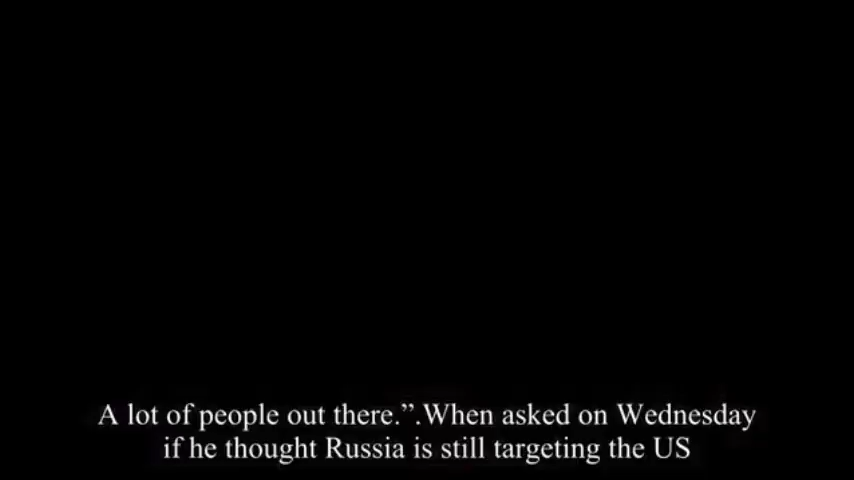 A lot of people out there.”.When asked on Wednesday
if he thought Russia is still targeting the US